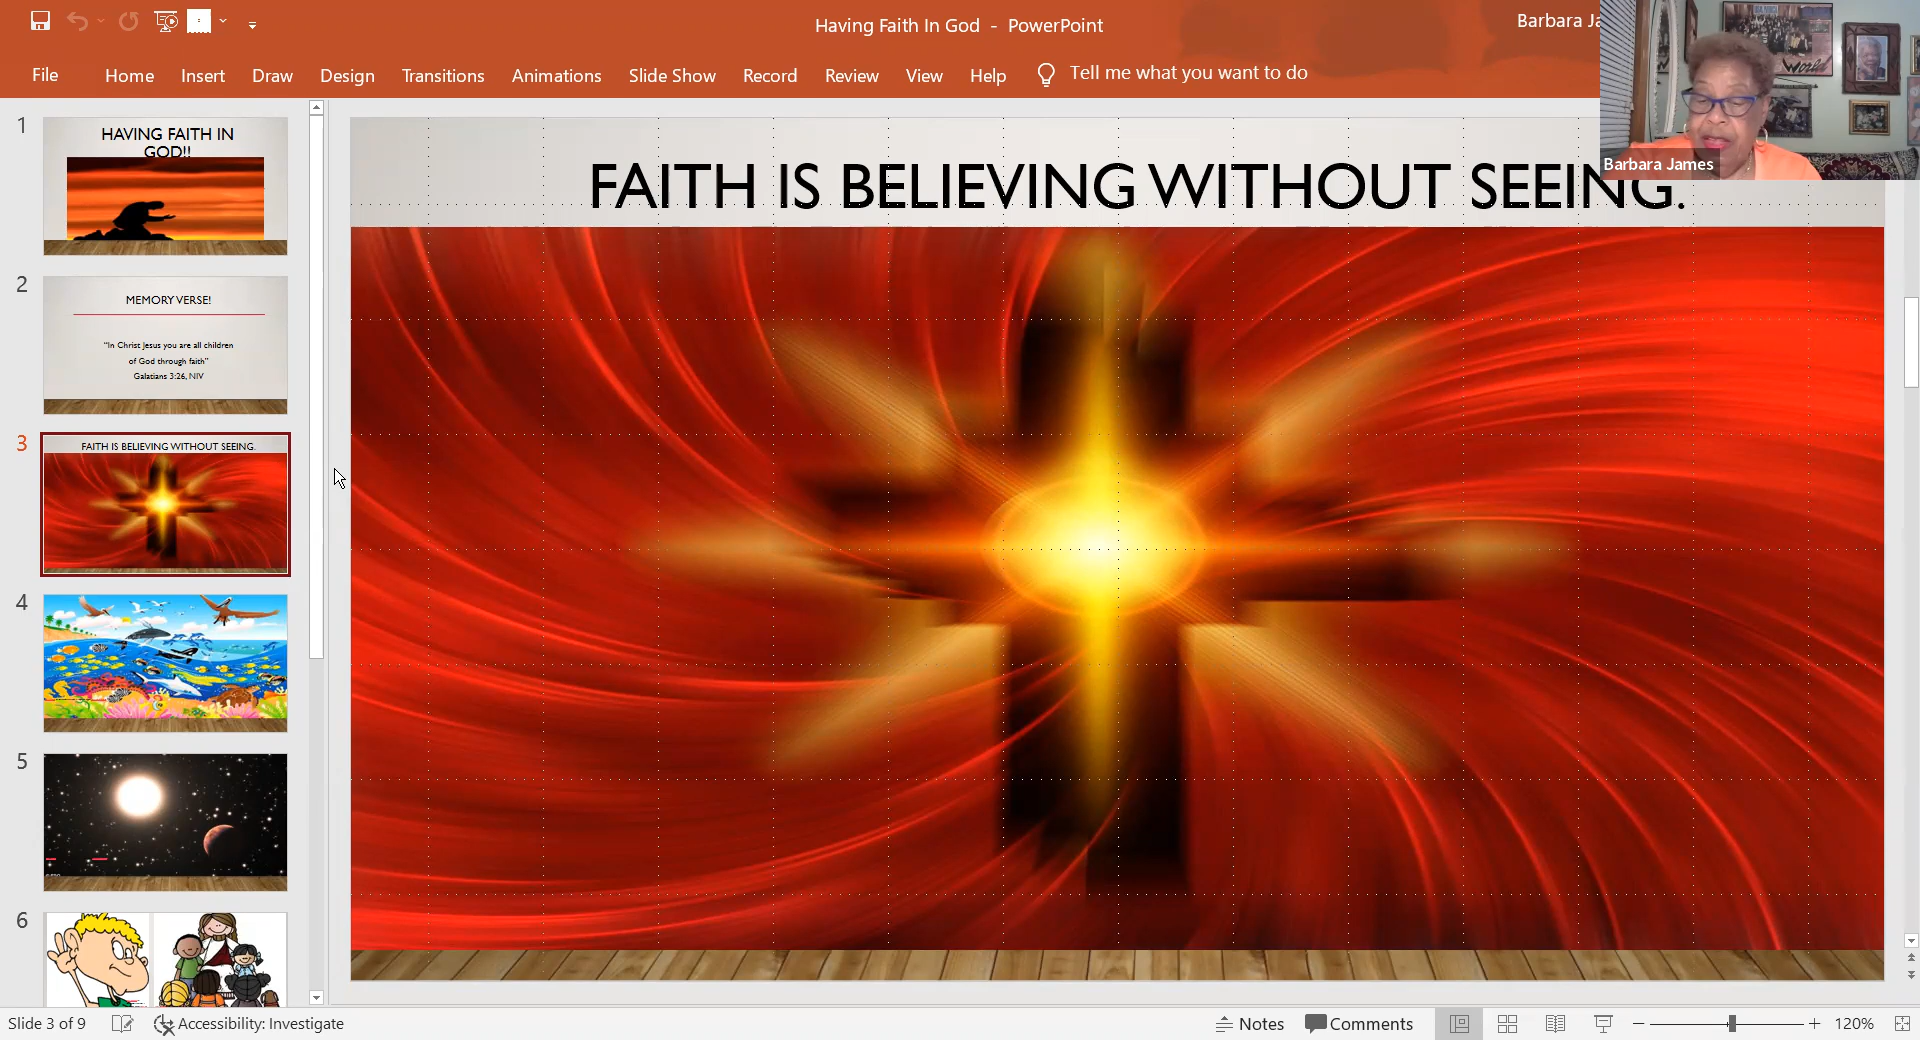 Having Faith In God - PowerPoint
Barbara Ja
File Home Insert Draw Design Transitions Animations Slide Show Record Review View Help Tell me what you want to do
Barbara James
1
HAVING FAITH IN
GOD!!
2
MEMORY VERSE!
"In Christ Jesus you are all children
of God through faith"
Galatians 3:26, NIV
3
FAITH IS BELIEVING WITHOUT SEEING.
4
5
6
FAITH IS BELIEVING WITHOUT SEEING.
Slide 3 of 9 Accessibility: Investigate Notes Comments 120%